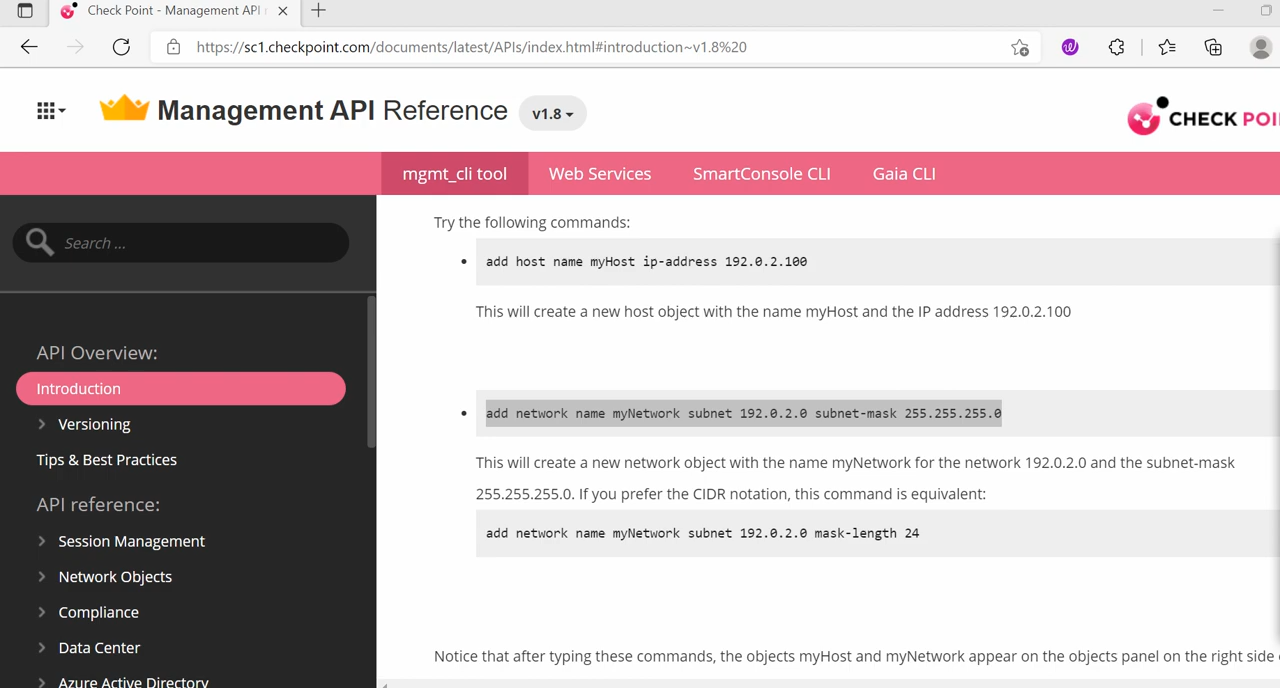 Check Point - Management API r
https://sc1.checkpoint.com/documents/latest/APIs/index.html#introduction~v1.8%20
Management API Reference
v1.8
CHECK POI
mgmt_cli tool
Web Services
SmartConsole CLI
Gaia CLI
Search ...
API Overview:
Introduction
Versioning
Tips & Best Practices
API reference:
Session Management
Network Objects
Compliance
Data Center
Azure Active Directory
Try the following commands:
add host name myHost ip-address 192.0.2.100
This will create a new host object with the name myHost and the IP address 192.0.2.100
add network name myNetwork subnet 192.0.2.0 subnet-mask 255.255.255.0
This will create a new network object with the name myNetwork for the network 192.0.2.0 and the subnet-mask
255.255.255.0. If you prefer the CIDR notation, this command is equivalent:
add network name myNetwork subnet 192.0.2.0 mask-length 24
Notice that after typing these commands, the objects myHost and myNetwork appear on the objects panel on the right side